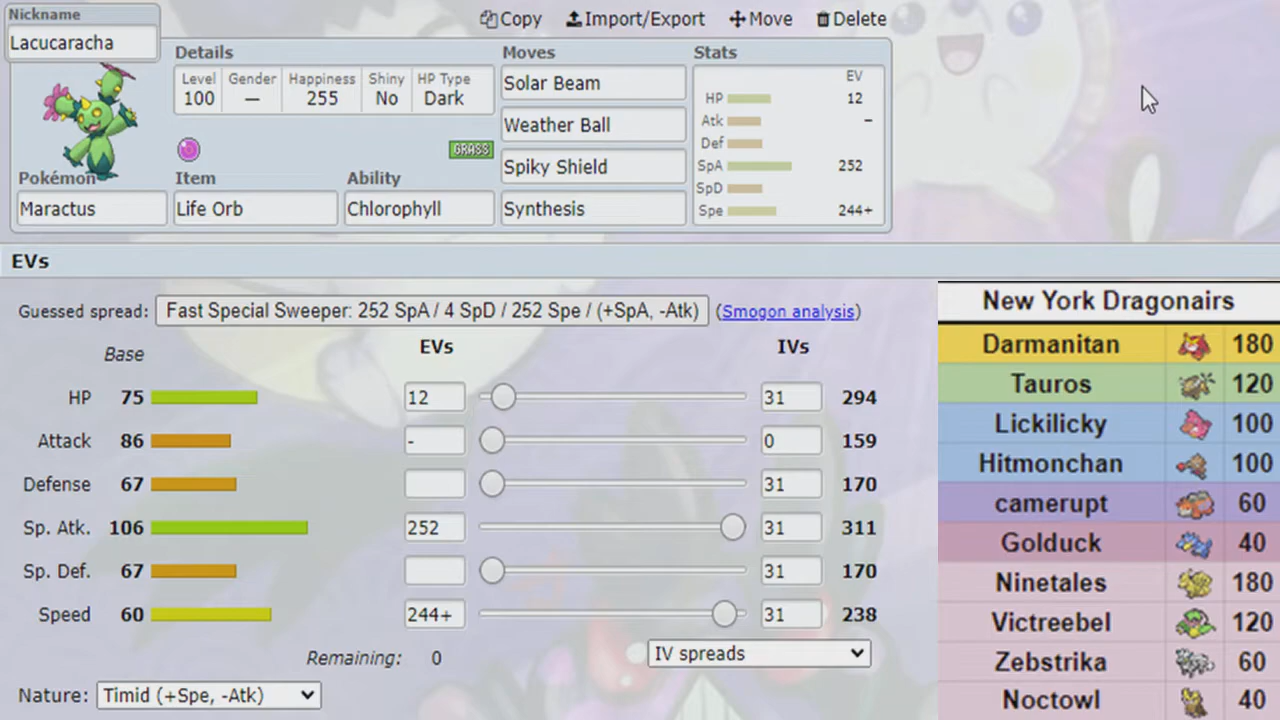 Nickname
Lacucaracha
Copy Import/Export Move Delete
Details
Level Gender Happiness Shiny HP Type
100 — 255 No Dark
GRASS
Pokémon Item Ability
Maractus Life Orb Chlorophyll
Moves
Solar Beam
Weather Ball
Spiky Shield
Synthesis
Stats
EV
HP 12
Atk -
Def
SpA 252
SpD
Spe 244+
EVs
Guessed spread: Fast Special Sweeper: 252 SpA / 4 SpD / 252 Spe / (+SpA, -Atk) (Smogon analysis)
Base EVs IVs
HP 75 12 31 294
Attack 86 - 0 159
Defense 67 31 170
Sp. Atk. 106 252 31 311
Sp. Def. 67 31 170
Speed 60 244+ 31 238
Remaining: 0 IV spreads
Nature: Timid (+Spe, -Atk)
New York Dragonairs
Darmanitan 180
Tauros 120
Lickilicky 100
Hitmonchan 100
camerupt 60
Golduck 40
Ninetales 180
Victreebel 120
Zebstrika 60
Noctowl 40